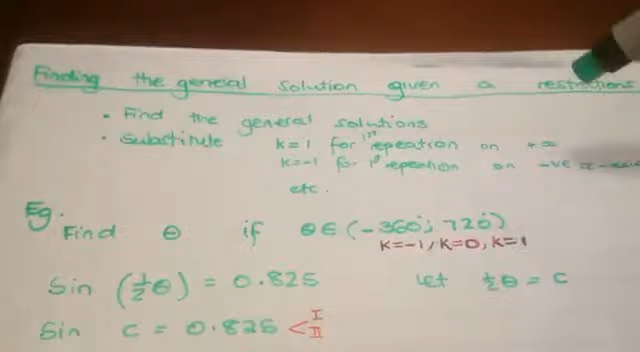 Finding the general solution given a restrictions
• Find the general solutions
• Substitute k=1 for 1st repeation on +
k=-1 for 1st repeation on -ve x-axis
etc.
Eg.
Find θ if θ∈(-360°; 720°)
k=-1, k=0, k=1
Sin (½θ) = 0.825 Let ½θ = C
Sin C = 0.825 < I
II